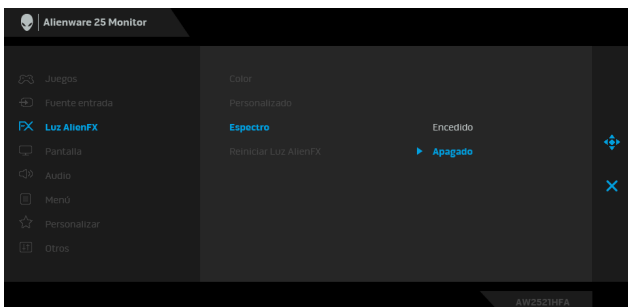 Alienware 25 Monitor
Juegos
Color
Fuente entrada
Personalizado
FX Luz AlienFX
Espectro
Encedido
Pantalla
Reiniciar Luz AlienFX
Apagado
Audio
Menú
Personalizar
Otros
AW2521HFA